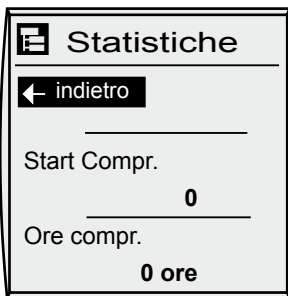 Statistiche
indietro
Start Compr.
0
Ore compr.
0 ore